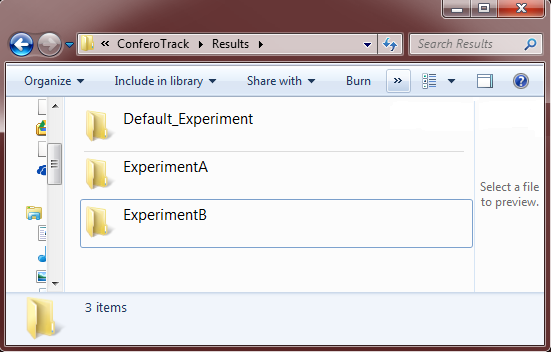 « ConferoTrack Results Search Results
Organize Include in library Share with Burn »
Default_Experiment
ExperimentA
ExperimentB
Select a file
to preview.
3 items